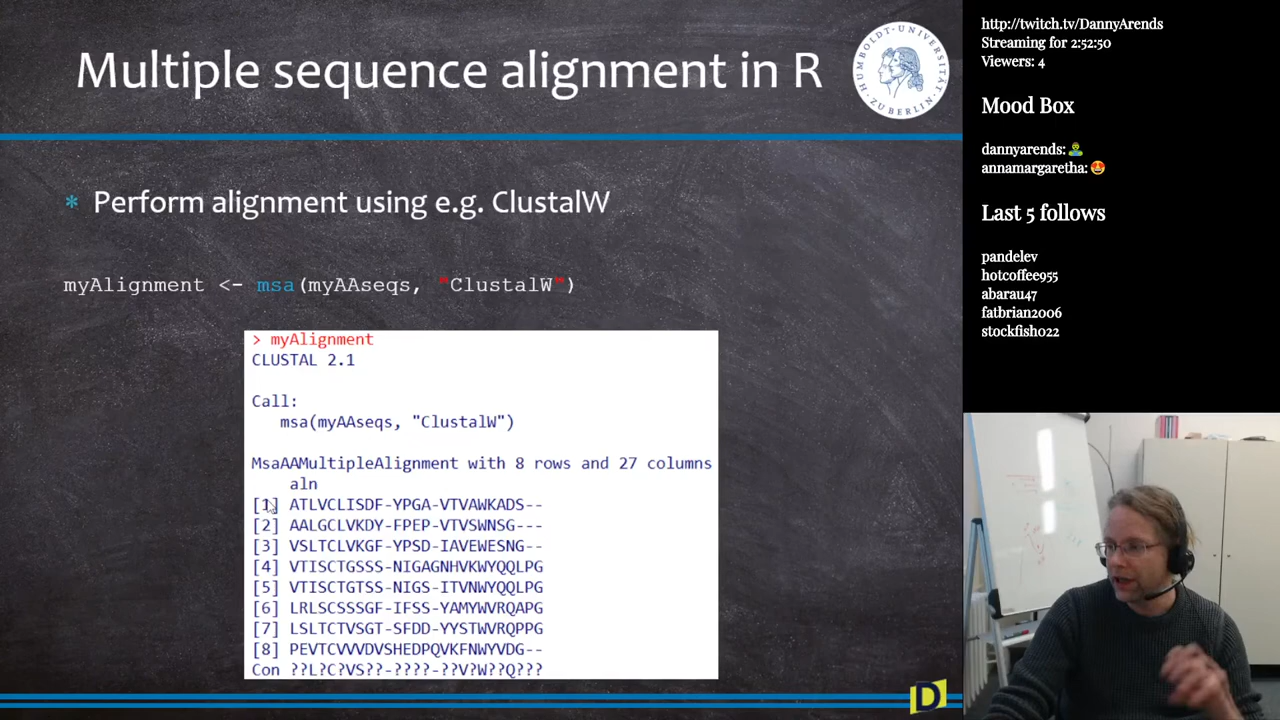 Multiple sequence alignment in R
HUMBOLDT-UNIVERSITÄT ZU BERLIN
* Perform alignment using e.g. ClustalW
myAlignment <- msa(myAAseqs, "ClustalW")
> myAlignment
CLUSTAL 2.1
Call:
msa(myAAseqs, "ClustalW")
MsaAAMultipleAlignment with 8 rows and 27 columns
aln
[1] ATLVCLISDF-YPGA-VTVAWKADS--
[2] AALGCLVKDY-FPEP-VTVSWNSG---
[3] VSLTCLVKGF-YPSD-IAVEWESNG--
[4] VTISCTGSSS-NIGAGNHVKWYQQLPG
[5] VTISCTGTSS-NIGS-ITVNWYQQLPG
[6] LRLSCSSSGF-IFSS-YAMYWVRQAPG
[7] LSLTCTVSGT-SFDD-YYSTWVRQPPG
[8] PEVTCVVVDVSHEDPQVKFNWYVDG--
Con ??L?C?VS??-????-??V?W??Q???
D
http://twitch.tv/DannyArends
Streaming for 2:52:50
Viewers: 4
Mood Box
dannyarends: 🧟‍♂️
annamargaretha: 😍
Last 5 follows
pandelev
hotcoffee955
abarau47
fatbrian2006
stockfish022